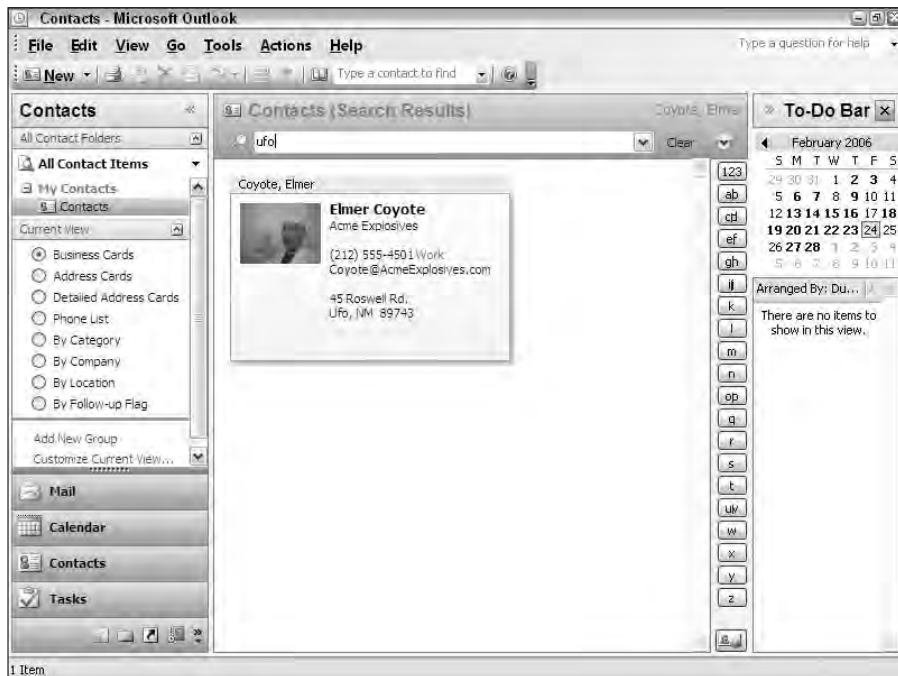 Contacts - Microsoft Outlook
File Edit View Go Tools Actions Help
Type a question for help
New Type a contact to find
Contacts
All Contact Folders
All Contact Items
My Contacts
Contacts
Current View
Business Cards
Address Cards
Detailed Address Cards
Phone List
By Category
By Company
By Location
By Follow-up Flag
Add New Group
Customize Current View...
Mail
Calendar
Contacts
Tasks
Contacts (Search Results) Coyote, Elmer
ufo Clear
Coyote, Elmer
Elmer Coyote
Acme Explosives
(212) 555-4501 Work
Coyote@AcmeExplosives.com
45 Roswell Rd.
Ufo, NM 89743
123
ab
cd
ef
gh
ij
k
l
m
n
op
q
r
s
t
uv
w
x
y
z
To-Do Bar
February 2006
S M T W T F S
29 30 31 1 2 3 4
5 6 7 8 9 10 11
12 13 14 15 16 17 18
19 20 21 22 23 24 25
26 27 28 1 2 3 4
5 6 7 8 9 10 11
Arranged By: Du...
There are no items to
show in this view.
1 Item